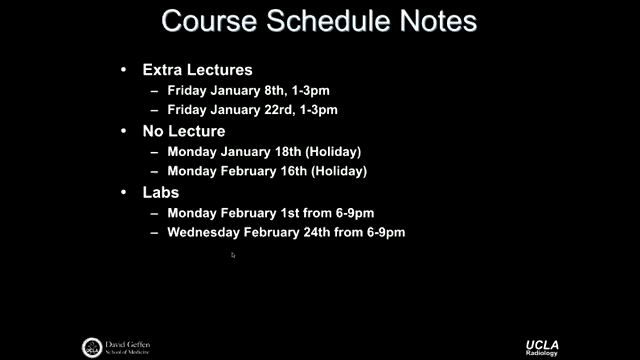 Course Schedule Notes
• Extra Lectures
– Friday January 8th, 1-3pm
– Friday January 22rd, 1-3pm
• No Lecture
– Monday January 18th (Holiday)
– Monday February 16th (Holiday)
• Labs
– Monday February 1st from 6-9pm
– Wednesday February 24th from 6-9pm
UCLA
David Geffen
School of Medicine
UCLA
Radiology